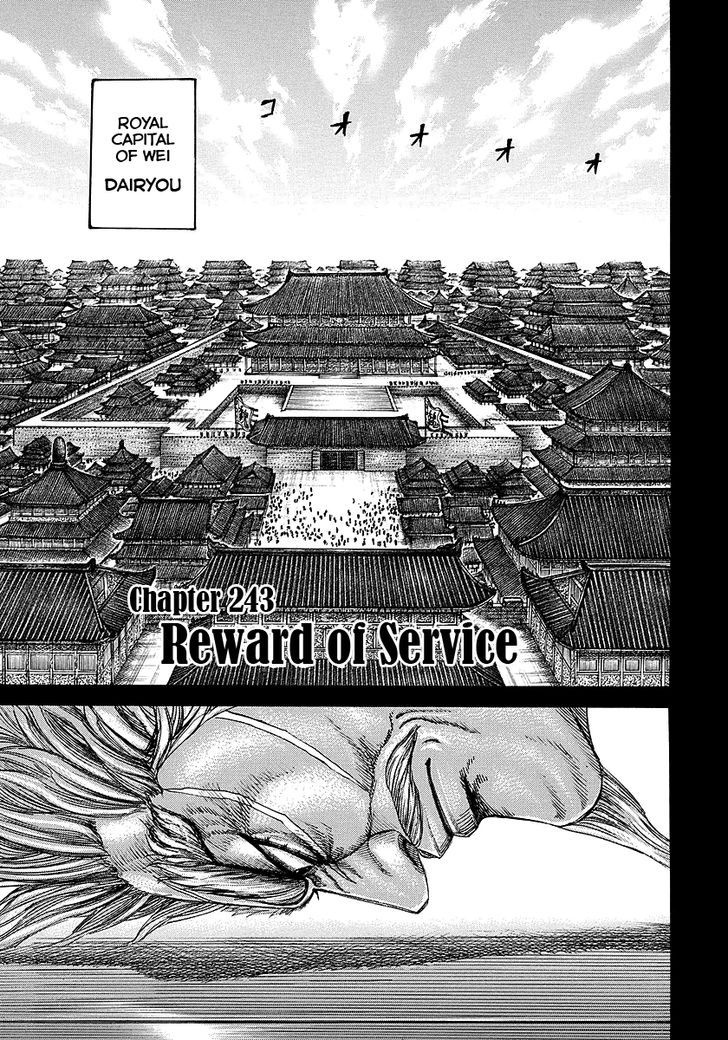 ROYAL
CAPITAL
OF WEI
DAIRYOU
コ
オ
オ
オ
オ
Chapter 243
Reward of Service